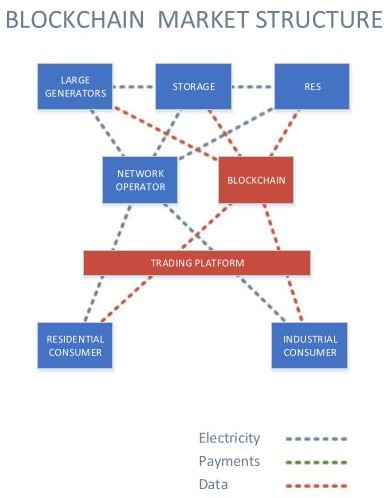 BLOCKCHAIN MARKET STRUCTURE
LARGE
GENERATORS
STORAGE
RES
NETWORK
OPERATOR
BLOCKCHAIN
TRADING PLATFORM
RESIDENTIAL
CONSUMER
INDUSTRIAL
CONSUMER
Electricity
Payments
Data